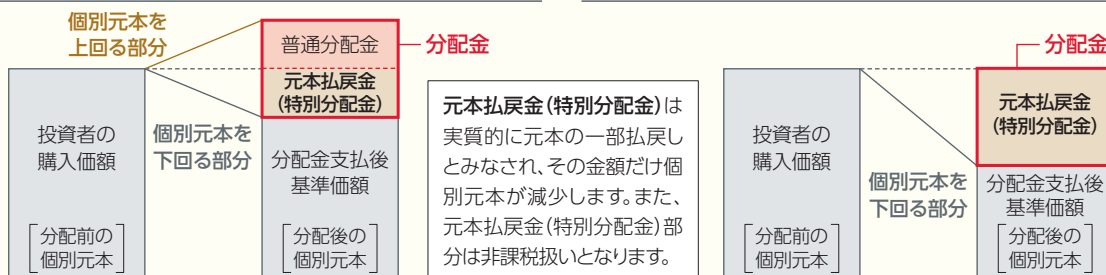 個別元本を
上回る部分
普通分配金
分配金
元本払戻金
(特別分配金)
投資者の
購入価額
個別元本を
下回る部分
分配金支払後
基準価額
分配前の
個別元本
分配後の
個別元本
元本払戻金(特別分配金)は
実質的に元本の一部払戻し
とみなされ、その金額だけ個
別元本が減少します。また、
元本払戻金(特別分配金)部
分は非課税扱いとなります。
分配金
元本払戻金
(特別分配金)
投資者の
購入価額
個別元本を
下回る部分
分配金支払後
基準価額
分配前の
個別元本
分配後の
個別元本